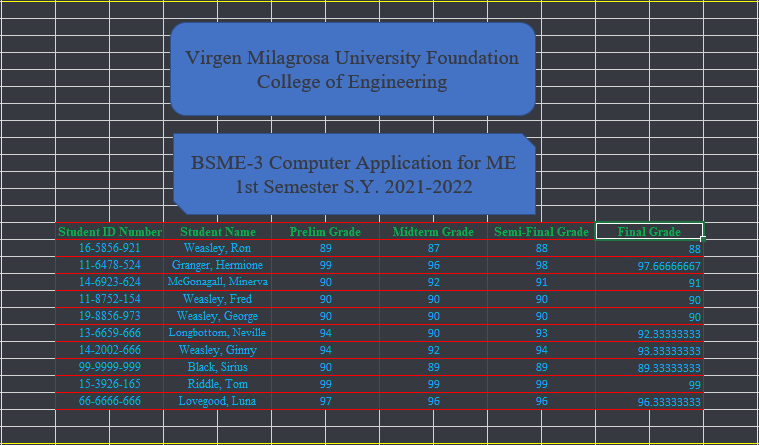 Virgen Milagrosa University Foundation
College of Engineering
BSME-3 Computer Application for ME
1st Semester S.Y. 2021-2022
Student ID Number Student Name Prelim Grade Midterm Grade Semi-Final Grade Final Grade
16-5856-921 Weasley, Ron 89 87 88 88
11-6478-524 Granger, Hermione 99 96 98 97.66666667
14-6923-624 McGonagall, Minerva 90 92 91 91
11-8752-154 Weasley, Fred 90 90 90 90
19-8856-973 Weasley, George 90 90 90 90
13-6659-666 Longbottom, Neville 94 90 93 92.33333333
14-2002-666 Weasley, Ginny 94 92 94 93.33333333
99-9999-999 Black, Sirius 90 89 89 89.33333333
15-3926-165 Riddle, Tom 99 99 99 99
66-6666-666 Lovegood, Luna 97 96 96 96.33333333